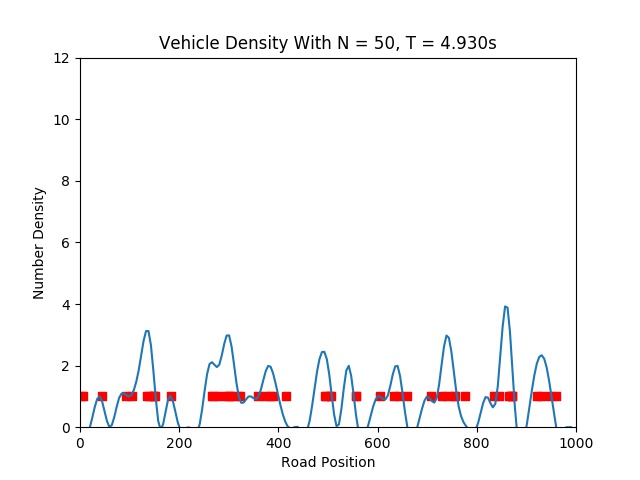 Vehicle Density With N = 50, T = 4.930s
12
10
8
6
4
2
0
Number Density
0 200 400 600 800 1000
Road Position